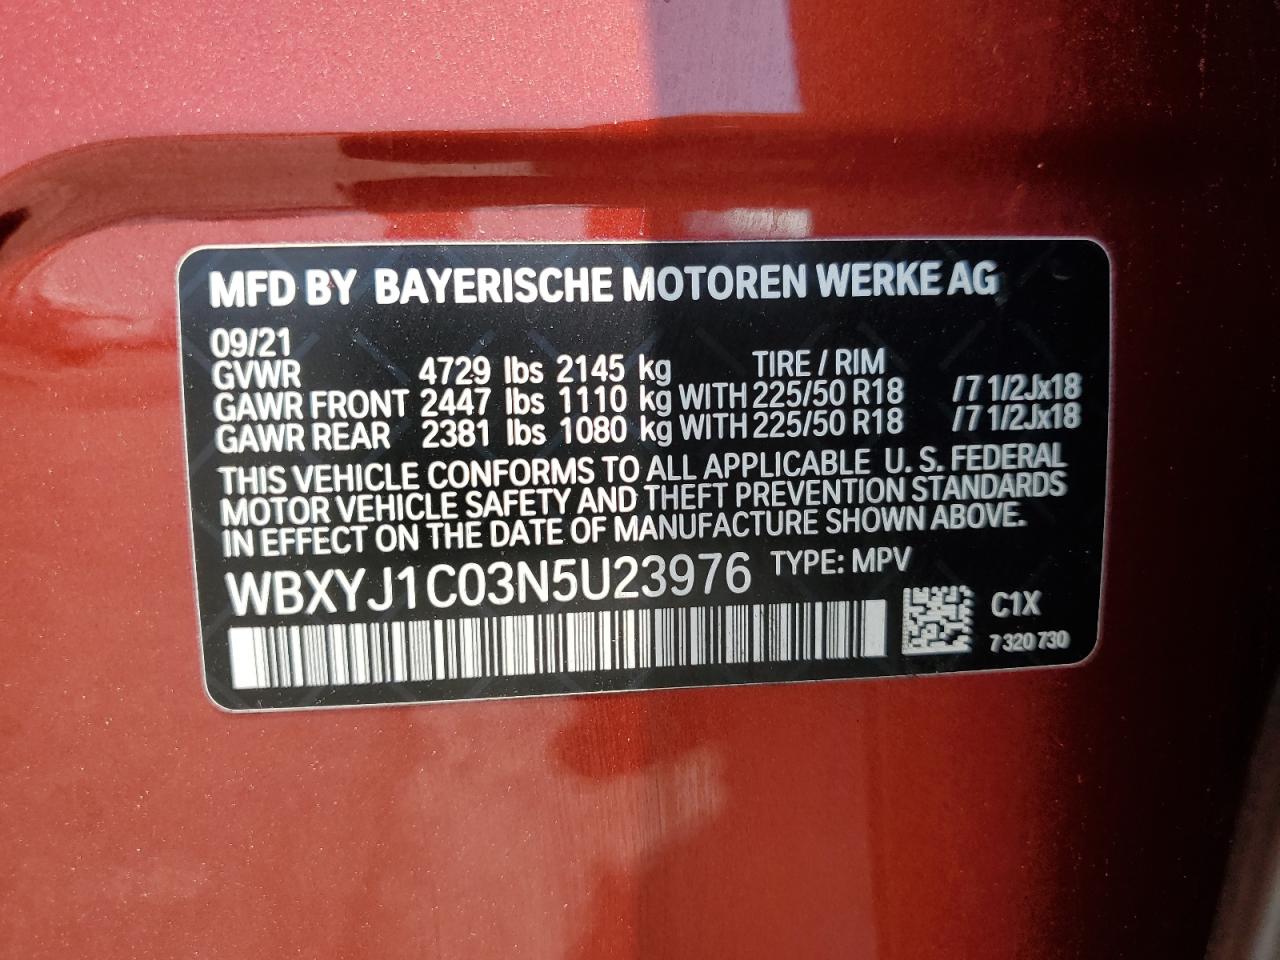 MFD BY BAYERISCHE MOTOREN WERKE AG
09/21
GVWR 4729 lbs 2145 kg TIRE / RIM
GAWR FRONT 2447 lbs 1110 kg WITH 225/50 R18 /7 1/2Jx18
GAWR REAR 2381 lbs 1080 kg WITH 225/50 R18 /7 1/2Jx18
THIS VEHICLE CONFORMS TO ALL APPLICABLE U. S. FEDERAL
MOTOR VEHICLE SAFETY AND THEFT PREVENTION STANDARDS
IN EFFECT ON THE DATE OF MANUFACTURE SHOWN ABOVE.
WBXYJ1C03N5U23976 TYPE: MPV
C1X
7 320 730